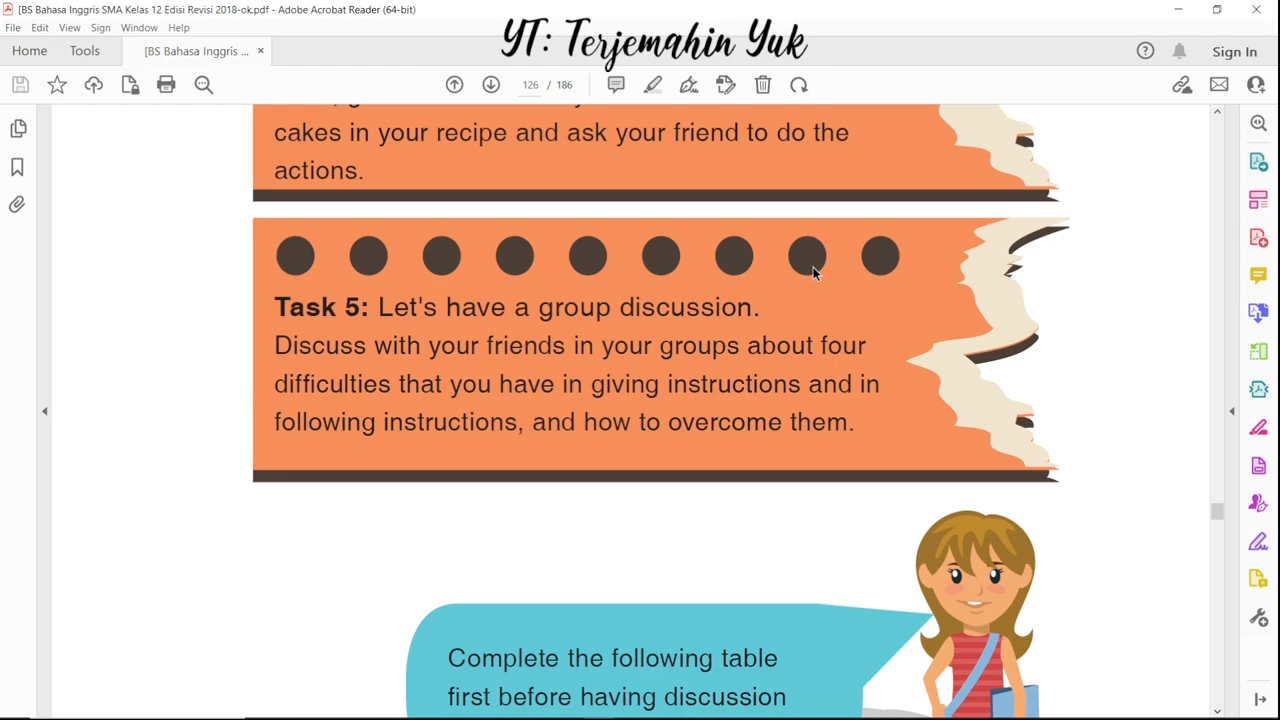 [BS Bahasa Inggris SMA Kelas 12 Edisi Revisi 2018-ok.pdf - Adobe Acrobat Reader (64-bit)
File Edit View Sign Window Help
YT: Terjemahin Yuk
Home Tools [BS Bahasa Inggris ... × Sign In
126 / 186
cakes in your recipe and ask your friend to do the
actions.
Task 5: Let's have a group discussion.
Discuss with your friends in your groups about four
difficulties that you have in giving instructions and in
following instructions, and how to overcome them.
Complete the following table
first before having discussion